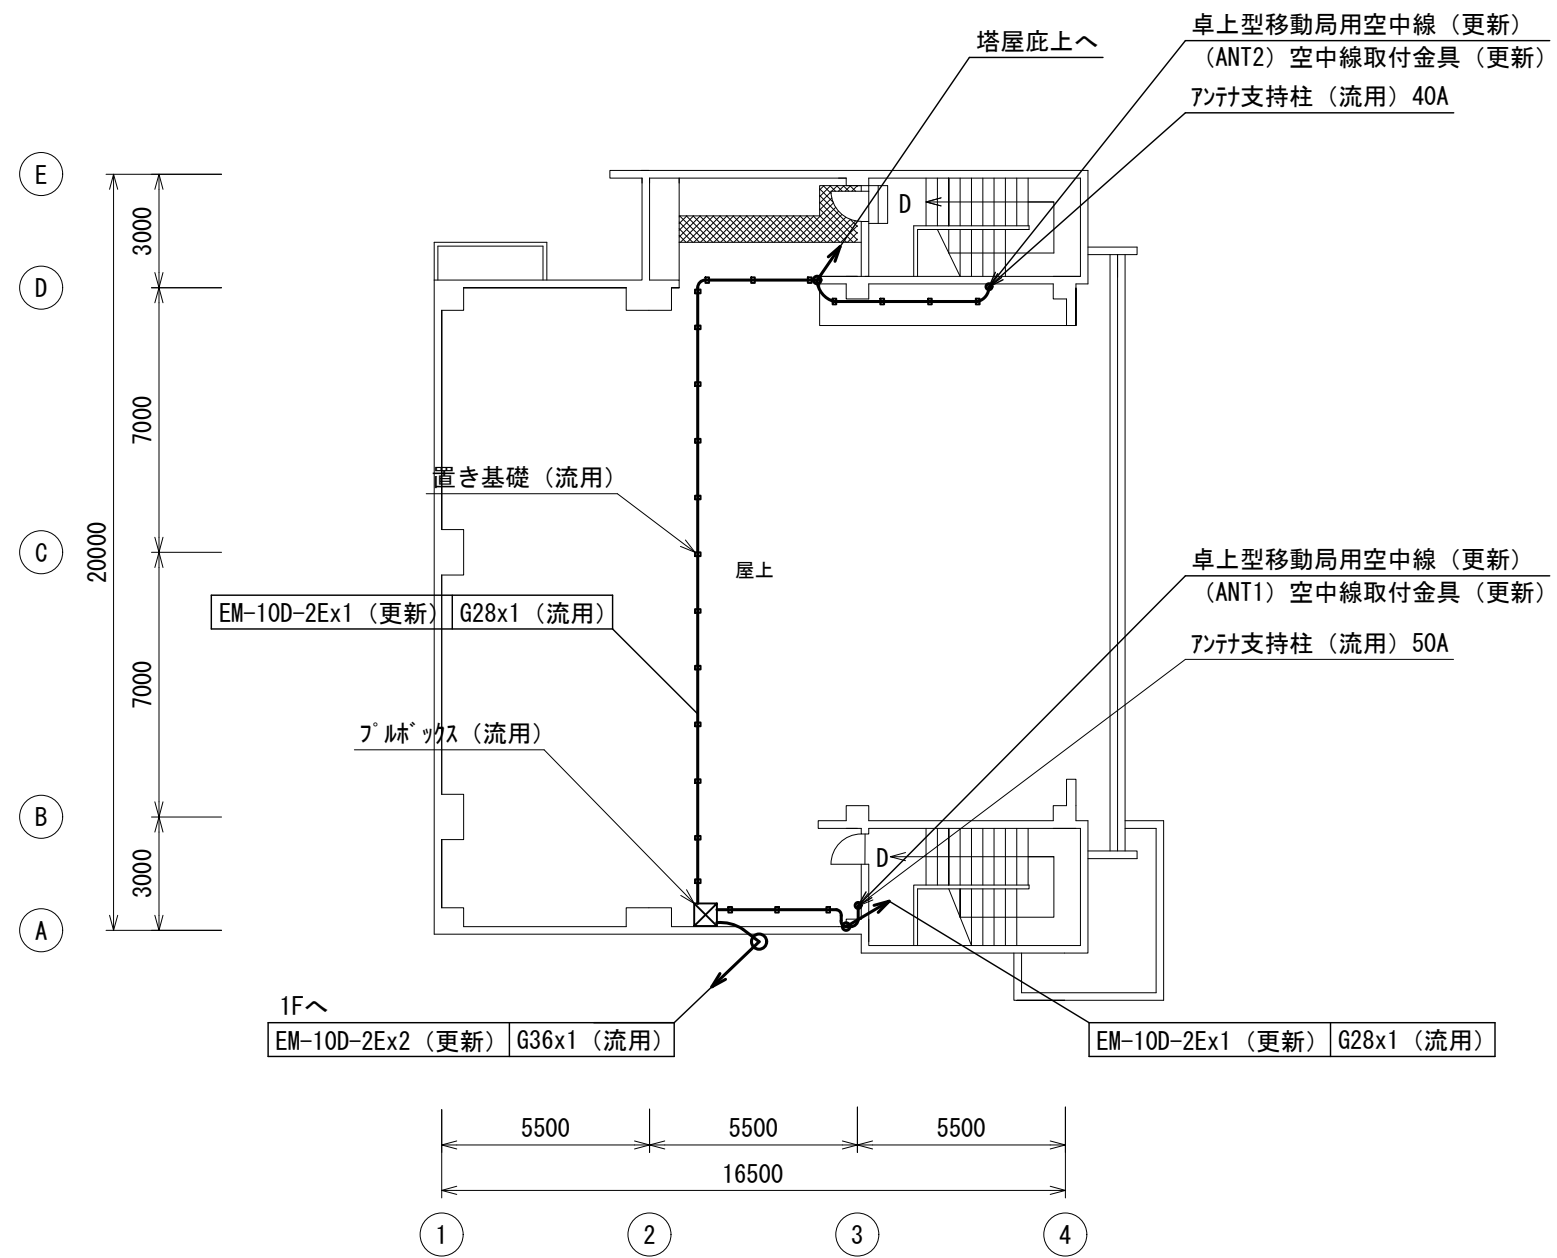 卓上型移動局用空中線（更新）
（ANT2）空中線取付金具（更新）
塔屋庇上へ
ｱﾝﾃﾅ支持柱（流用）40A
E
D
3000
D
7000
置き基礎（流用）
20000
C
屋上
卓上型移動局用空中線（更新）
（ANT1）空中線取付金具（更新）
EM-10D-2Ex1（更新） G28x1（流用）
ｱﾝﾃﾅ支持柱（流用）50A
7000
ﾌﾟﾙﾎﾞｯｸｽ（流用）
B
D
3000
A
1Fへ
EM-10D-2Ex2（更新） G36x1（流用）
EM-10D-2Ex1（更新） G28x1（流用）
5500 5500 5500
16500
1 2 3 4